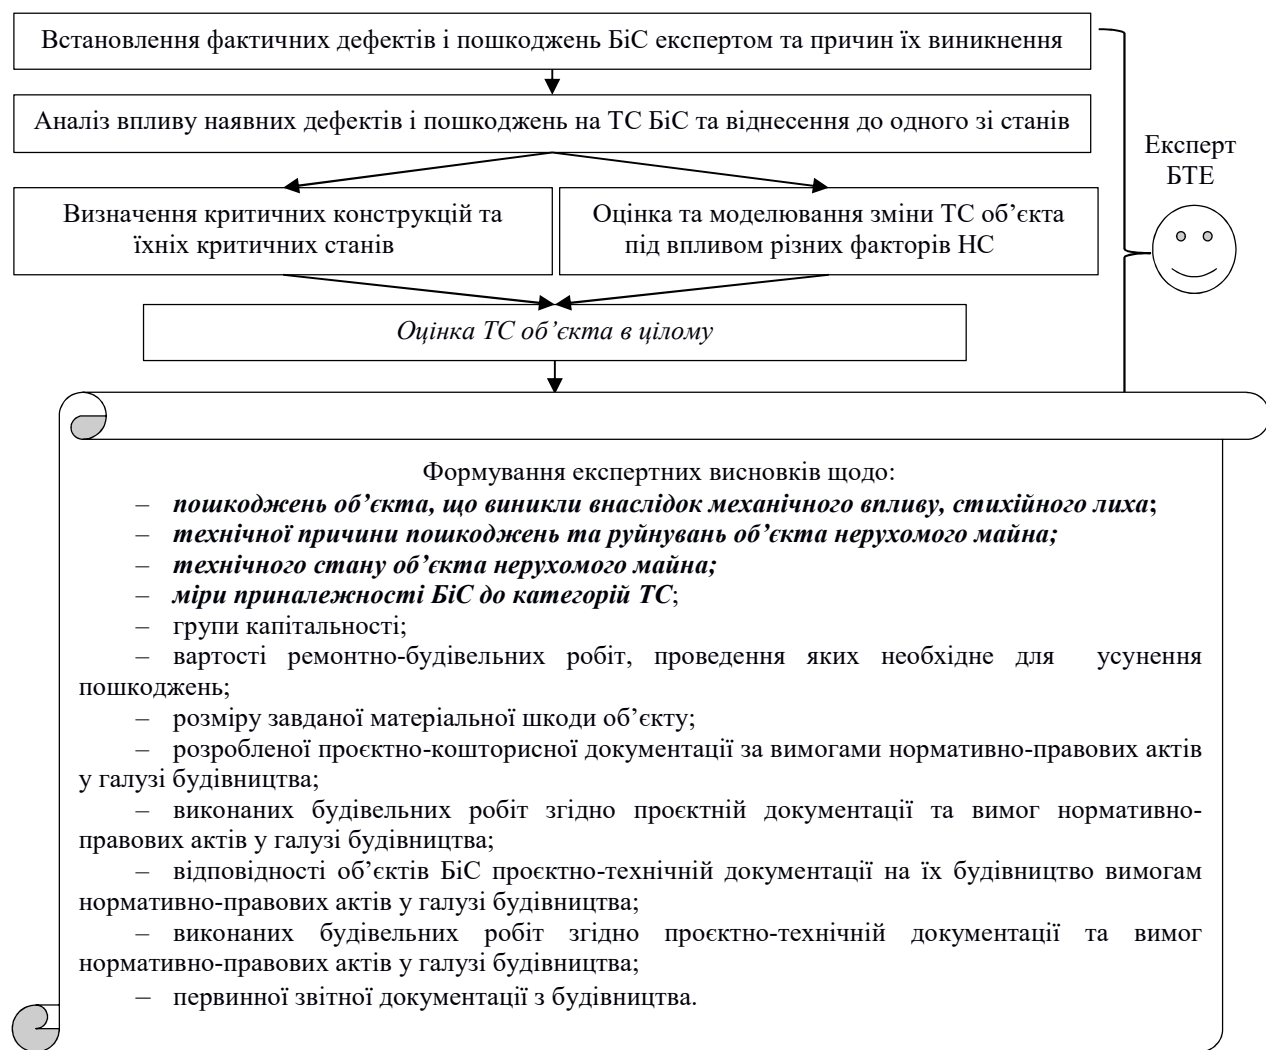 Встановлення фактичних дефектів і пошкоджень БіС експертом та причин їх виникнення
Аналіз впливу наявних дефектів і пошкоджень на ТС БіС та віднесення до одного зі станів
Експерт
БТЕ
Визначення критичних конструкцій та
їхніх критичних станів
Оцінка та моделювання зміни ТС об’єкта
під впливом різних факторів НС
Оцінка ТС об’єкта в цілому
Формування експертних висновків щодо:
– пошкоджень об’єкта, що виникли внаслідок механічного впливу, стихійного лиха;
– технічної причини пошкоджень та руйнувань об’єкта нерухомого майна;
– технічного стану об’єкта нерухомого майна;
– міри приналежності БіС до категорій ТС;
– групи капітальності;
– вартості ремонтно-будівельних робіт, проведення яких необхідне для усунення
пошкоджень;
– розміру завданої матеріальної шкоди об’єкту;
– розробленої проєктно-кошторисної документації за вимогами нормативно-правових актів
у галузі будівництва;
– виконаних будівельних робіт згідно проєктній документації та вимог нормативно-
правових актів у галузі будівництва;
– відповідності об’єктів БіС проєктно-технічній документації на їх будівництво вимогам
нормативно-правових актів у галузі будівництва;
– виконаних будівельних робіт згідно проєктно-технічній документації та вимог
нормативно-правових актів у галузі будівництва;
– первинної звітної документації з будівництва.